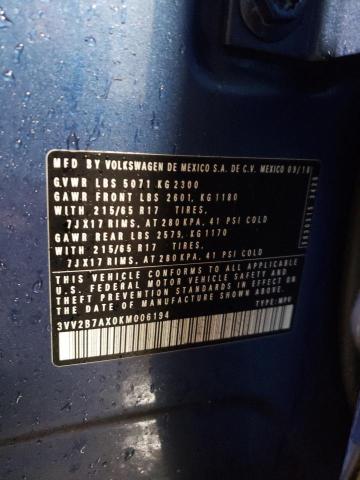 MFD BY VOLKSWAGEN DE MEXICO S.A. DE C.V. MEXICO 09/18
GVWR LBS 5071 KG 2300
GAWR FRONT LBS 2601, KG 1180
WITH 215/65 R17 TIRES,
7JX17 RIMS, AT 280 KPA, 41 PSI COLD
GAWR REAR LBS 2579, KG 1170
WITH 215/65 R17 TIRES,
7JX17 RIMS, AT 280 KPA, 41 PSI COLD
THIS VEHICLE CONFORMS TO ALL APPLICABLE
U.S. FEDERAL MOTOR VEHICLE SAFETY AND
THEFT PREVENTION STANDARDS IN EFFECT ON
THE DATE OF MANUFACTURE SHOWN ABOVE
TYPE: MPV
3VV2B7AX0KM006194